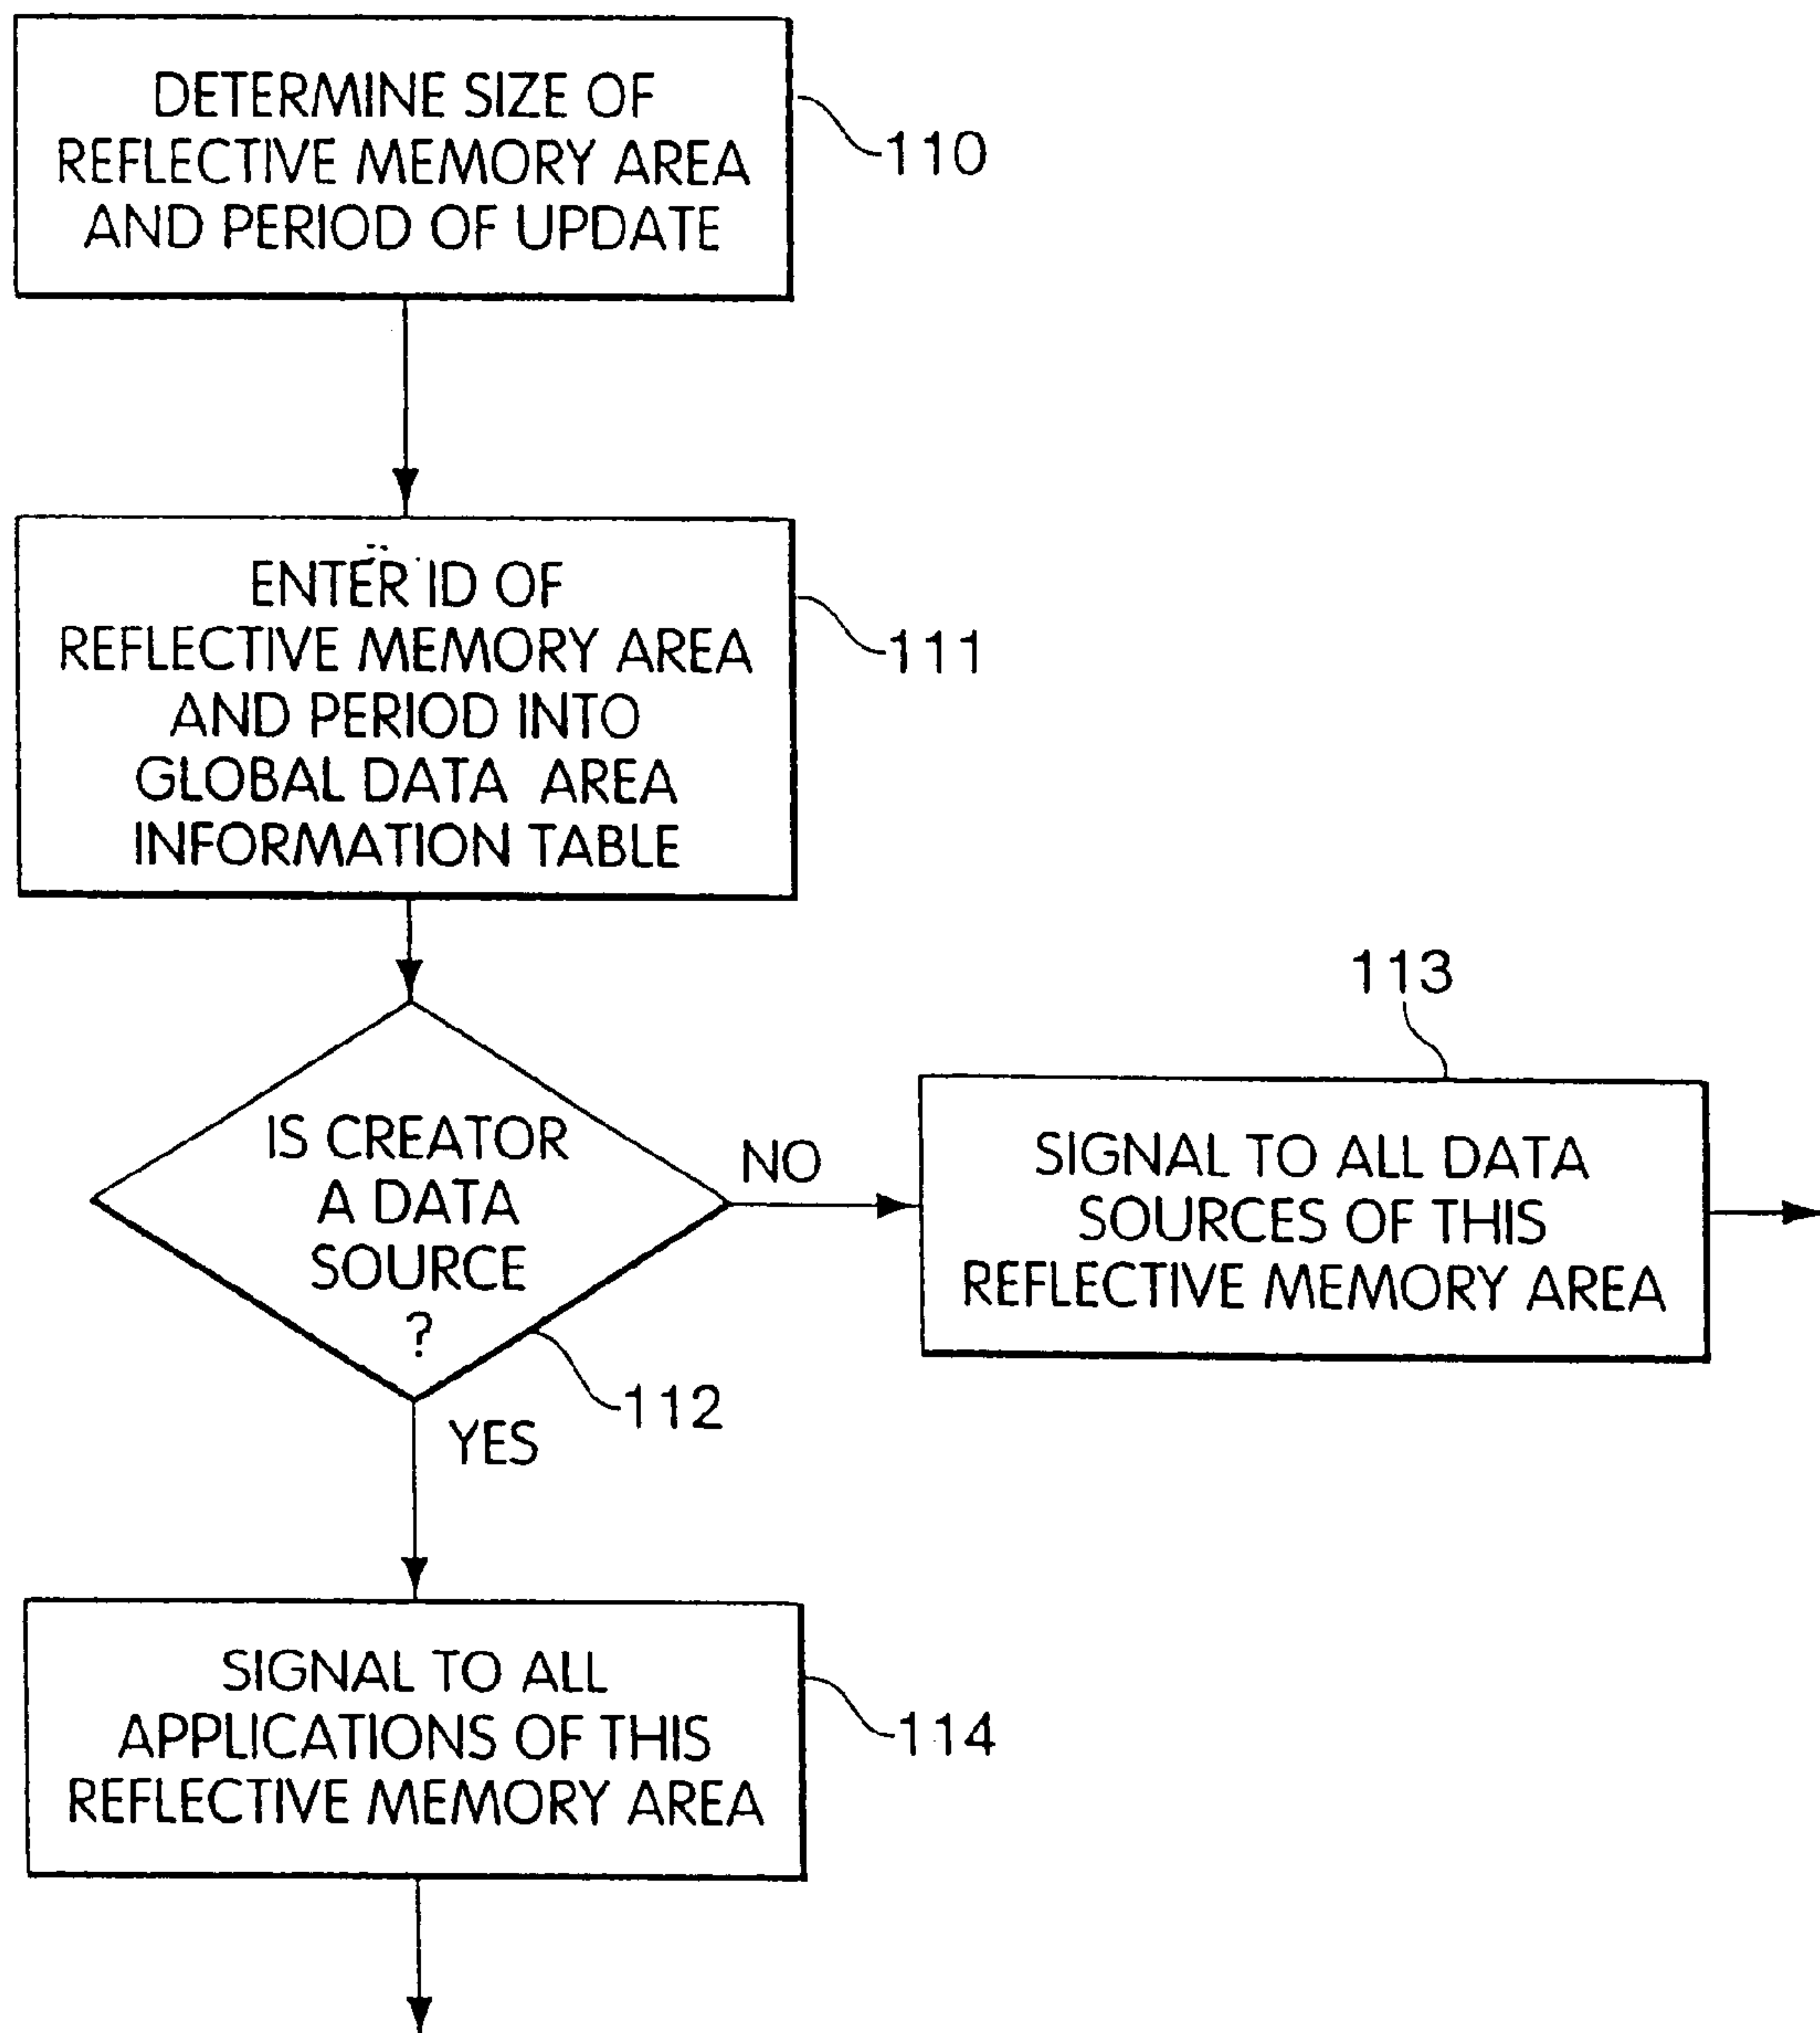 DETERMINE SIZE OF
REFLECTIVE MEMORY AREA
AND PERIOD OF UPDATE
110
ENTER ID OF
REFLECTIVE MEMORY AREA
AND PERIOD INTO
GLOBAL DATA AREA
INFORMATION TABLE
111
IS CREATOR
A DATA
SOURCE
?
112
NO
113
SIGNAL TO ALL DATA
SOURCES OF THIS
REFLECTIVE MEMORY AREA
YES
SIGNAL TO ALL
APPLICATIONS OF THIS
REFLECTIVE MEMORY AREA
114